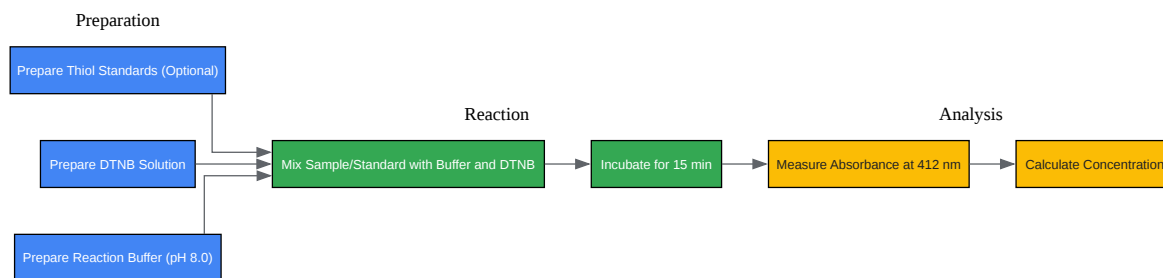 Preparation
Prepare Thiol Standards (Optional)
Reaction
Analysis
Prepare DTNB Solution
Mix Sample/Standard with Buffer and DTNB
Incubate for 15 min
Measure Absorbance at 412 nm
Calculate Concentration
Prepare Reaction Buffer (pH 8.0)